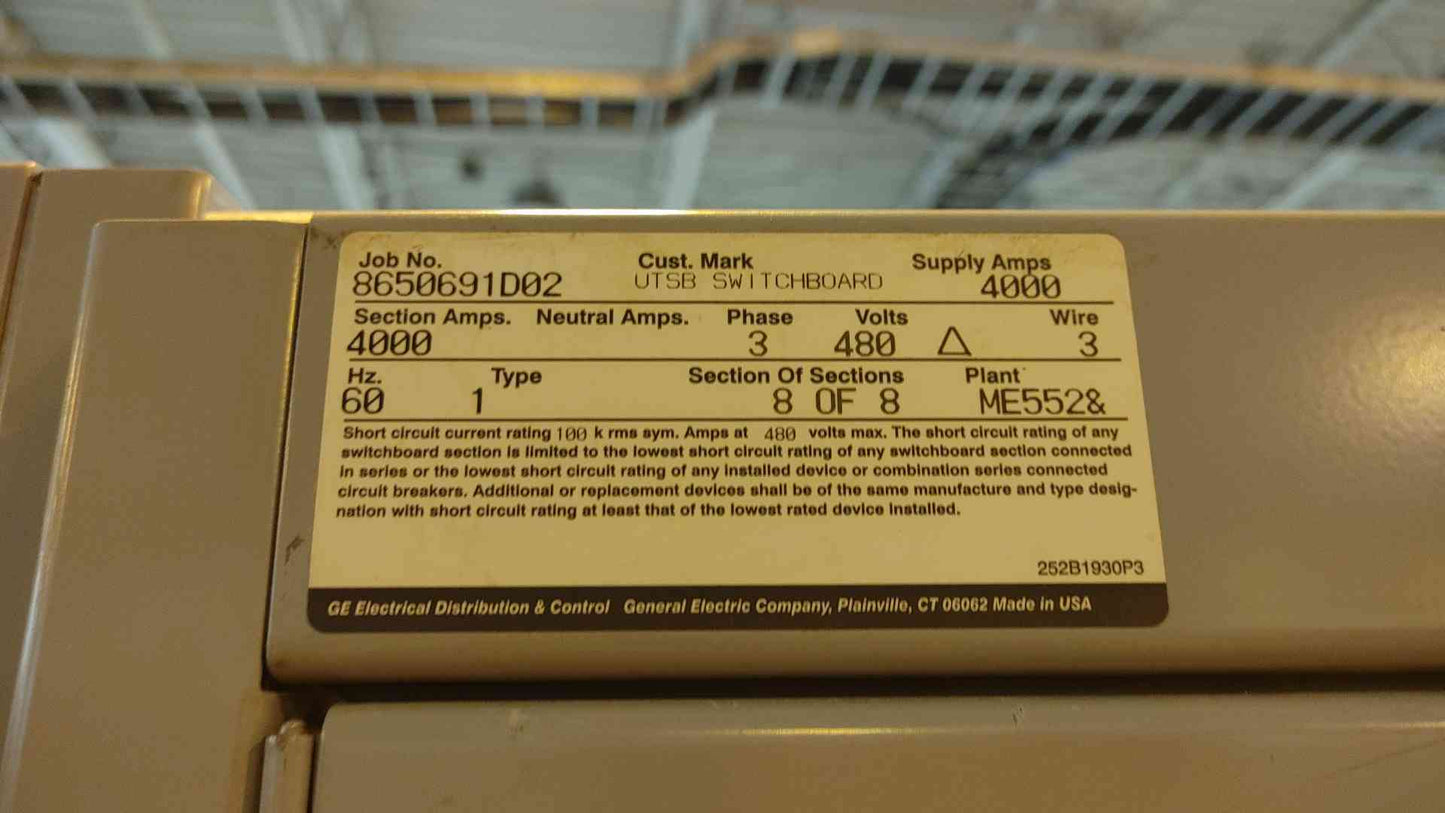 Job No. Cust. Mark Supply Amps
8650691D02 UTSB SWITCHBOARD 4000
Section Amps. Neutral Amps. Phase Volts Wire
4000 3 480 △ 3
Hz. Type Section Of Sections Plant
60 1 8 OF 8 ME552&
Short circuit current rating 100 k rms sym. Amps at 480 volts max. The short circuit rating of any
switchboard section is limited to the lowest short circuit rating of any switchboard section connected
in series or the lowest short circuit rating of any installed device or combination series connected
circuit breakers. Additional or replacement devices shall be of the same manufacture and type desig-
nation with short circuit rating at least that of the lowest rated device installed.
252B1930P3
GE Electrical Distribution & Control General Electric Company, Plainville, CT 06062 Made in USA